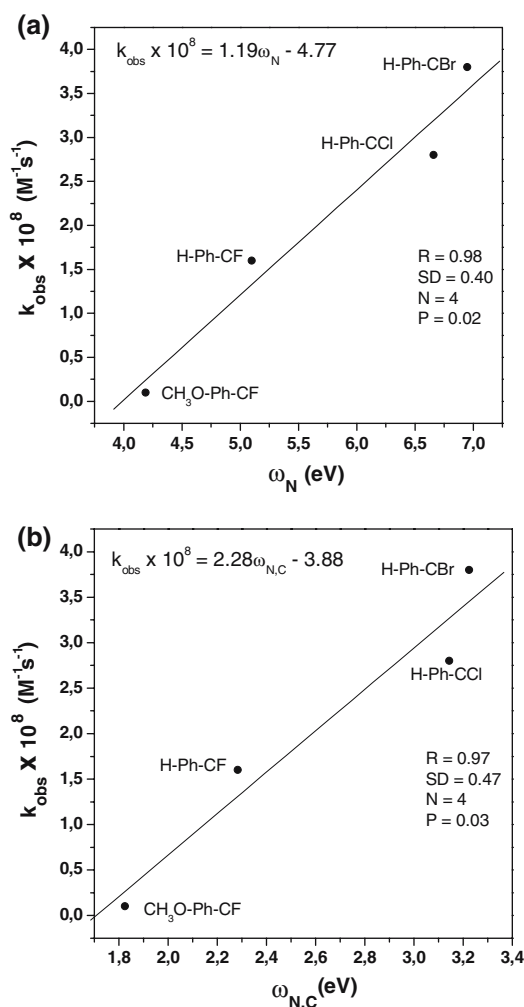 (a)
k_obs x 10^8 = 1.19ω_N - 4.77
4,0
3,5
3,0
2,5
2,0
1,5
1,0
0,5
0,0
k_obs X 10^8 (M^-1s^-1)
H-Ph-CBr
H-Ph-CCl
H-Ph-CF
CH_3O-Ph-CF
R = 0.98
SD = 0.40
N = 4
P = 0.02
4,0 4,5 5,0 5,5 6,0 6,5 7,0
ω_N (eV)
(b)
k_obs x 10^8 = 2.28ω_N,C - 3.88
4,0
3,5
3,0
2,5
2,0
1,5
1,0
0,5
0,0
k_obs X 10^8 (M^-1s^-1)
H-Ph-CBr
H-Ph-CCl
H-Ph-CF
CH_3O-Ph-CF
R = 0.97
SD = 0.47
N = 4
P = 0.03
1,8 2,0 2,2 2,4 2,6 2,8 3,0 3,2 3,4
ω_N,C (eV)